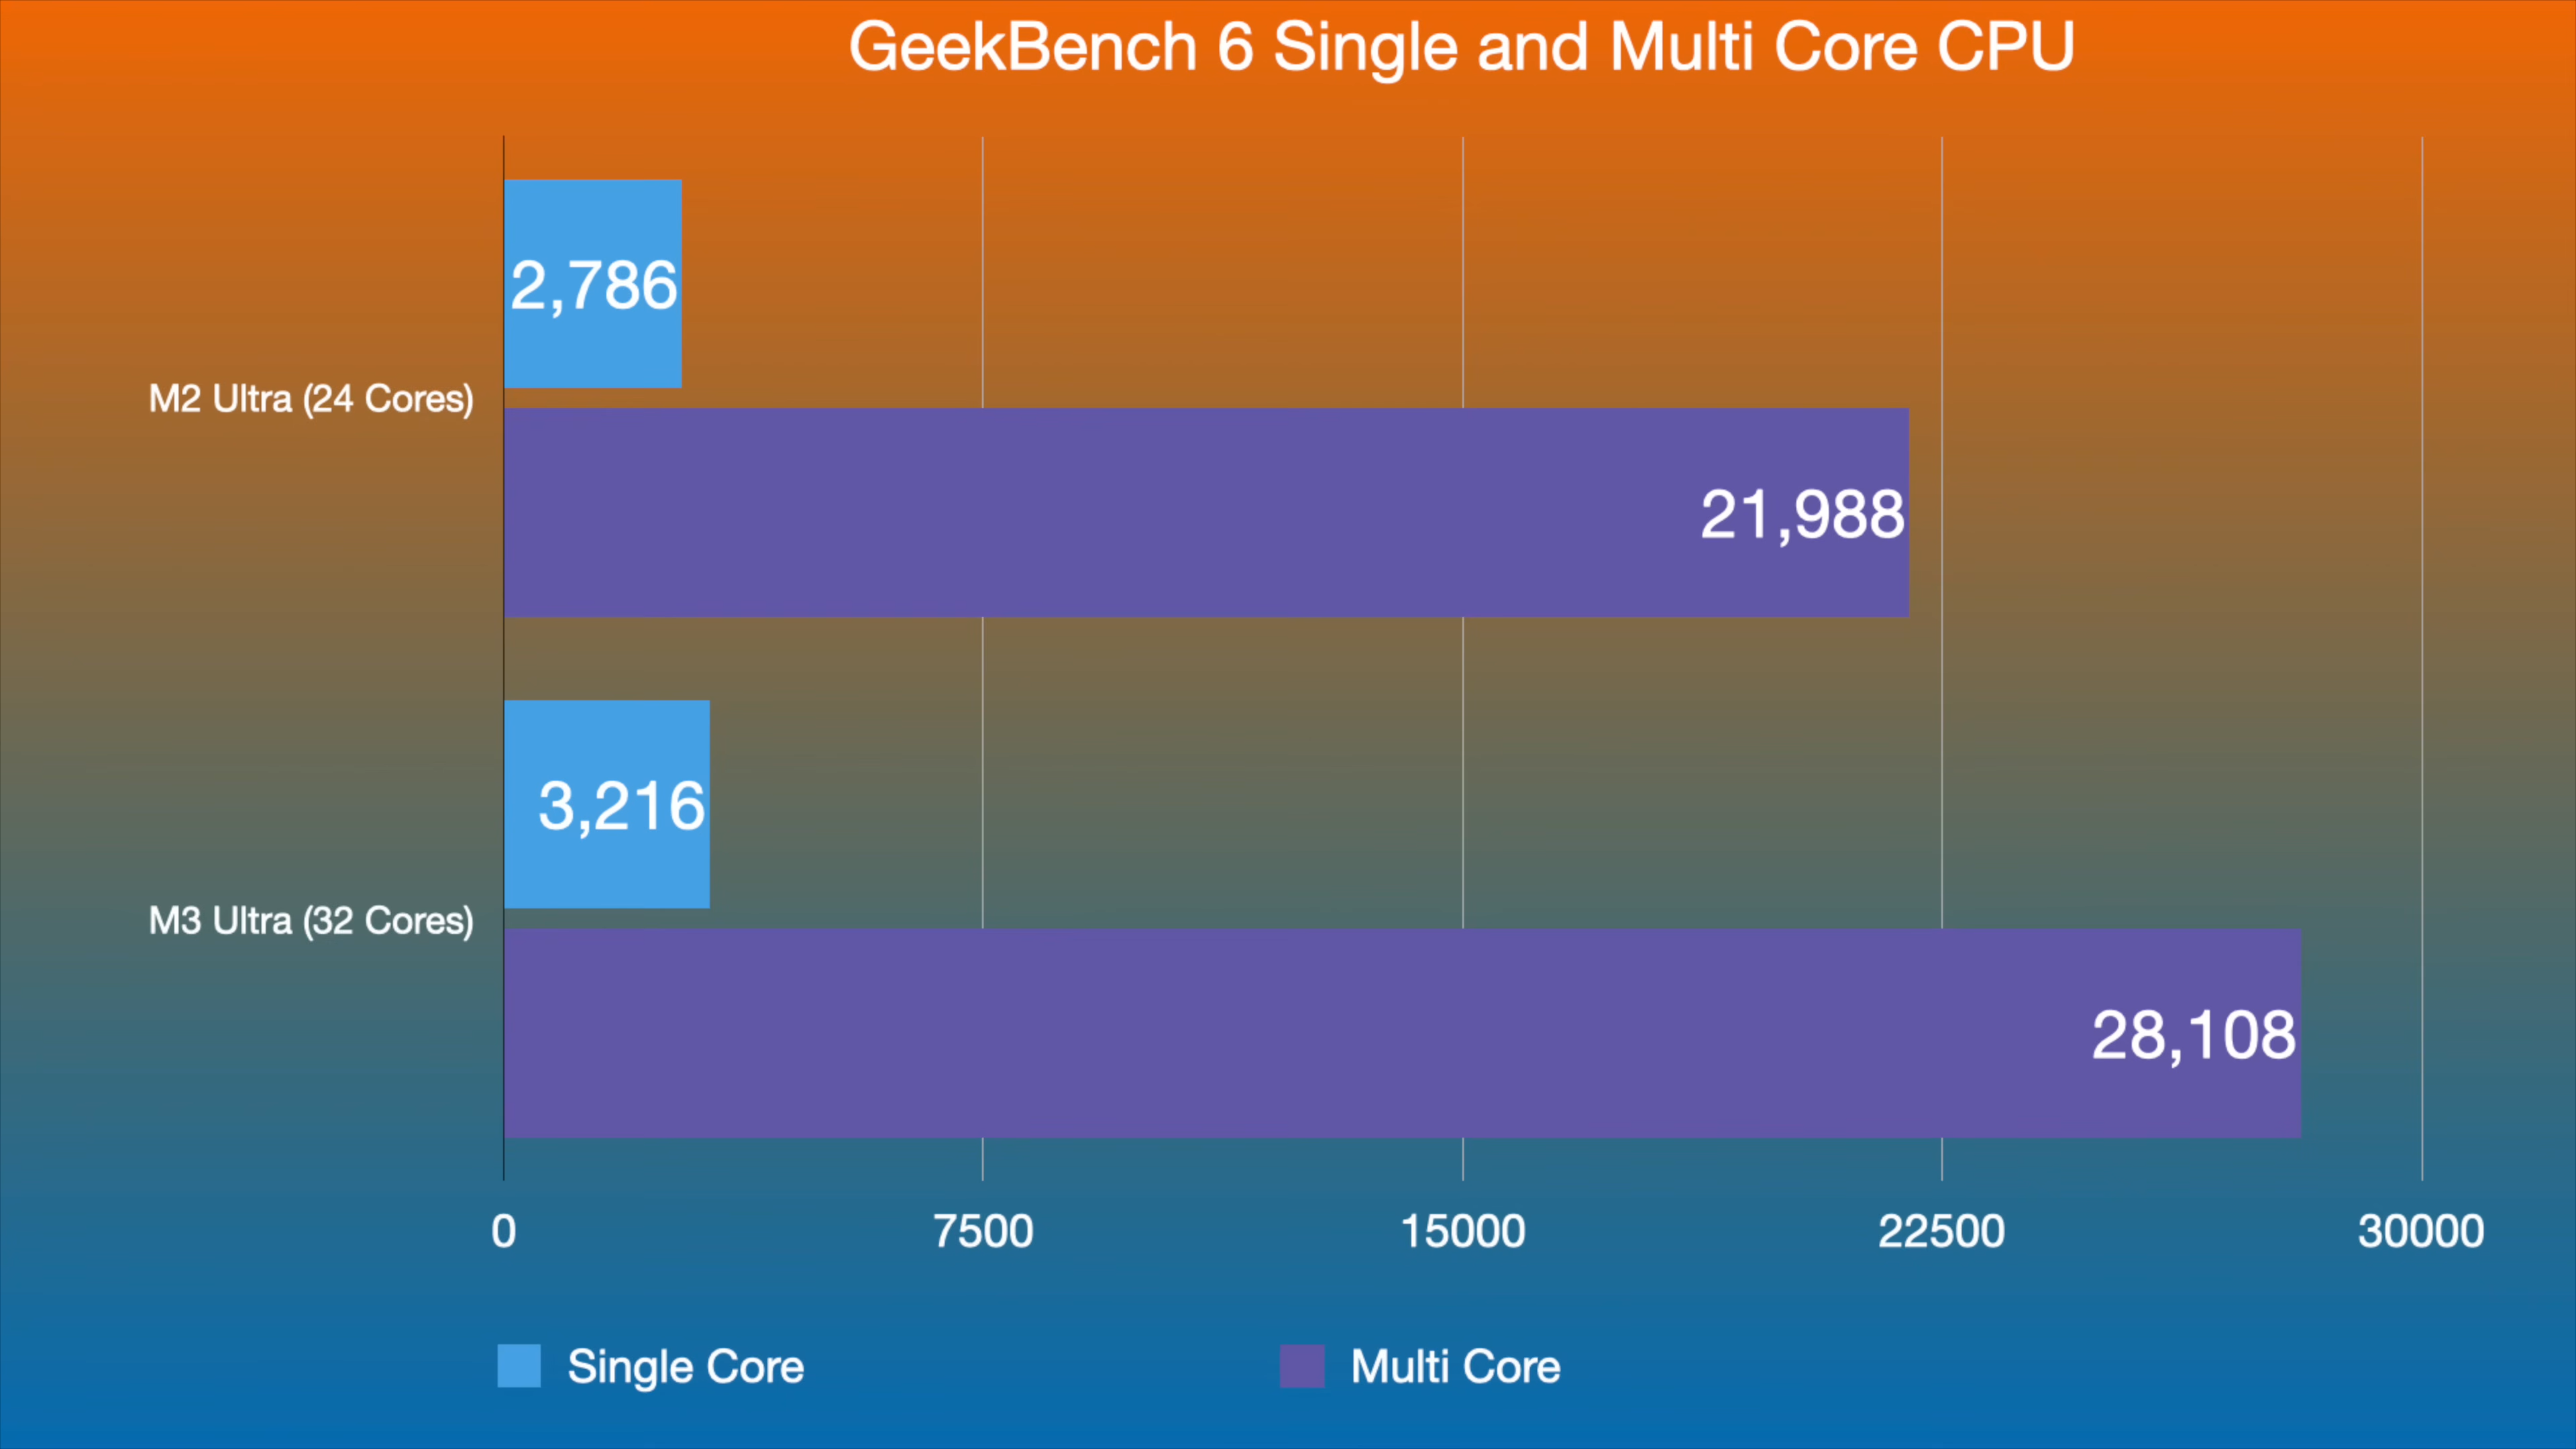 GeekBench 6 Single and Multi Core CPU
2,786
M2 Ultra (24 Cores)
21,988
3,216
M3 Ultra (32 Cores)
28,108
0 7500 15000 22500 30000
Single Core Multi Core